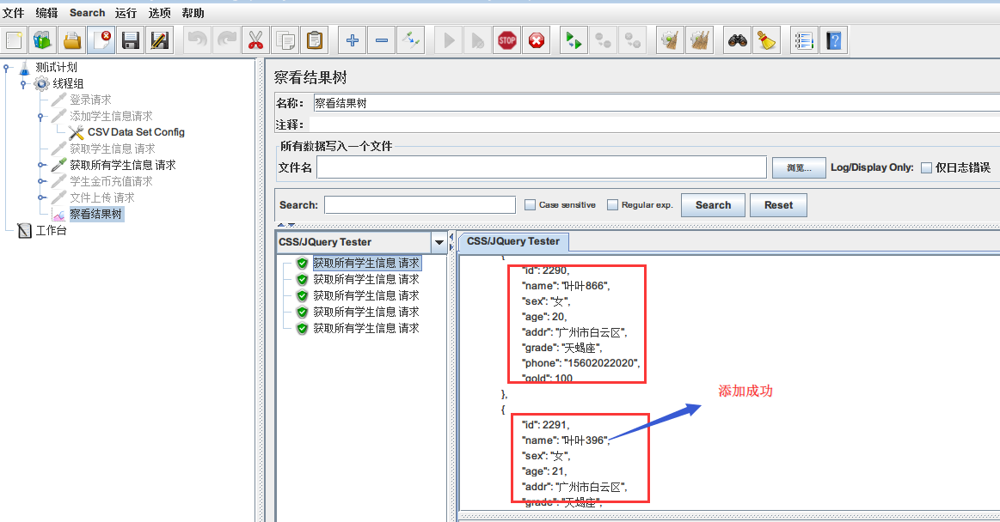 文件 编辑 Search 运行 选项 帮助
STOP
测试计划
线程组
登录请求
添加学生信息请求
CSV Data Set Config
获取学生信息 请求
获取所有学生信息 请求
学生金币充值请求
文件上传 请求
察看结果树
工作台
察看结果树
名称： 察看结果树
注释：
所有数据写入一个文件
文件名 浏览... Log/Display Only: 仅日志错误
Search: Case sensitive Regular exp. Search Reset
CSS/JQuery Tester
获取所有学生信息 请求
获取所有学生信息 请求
获取所有学生信息 请求
获取所有学生信息 请求
获取所有学生信息 请求
CSS/JQuery Tester
{
"id": 2290,
"name": "叶叶866",
"sex": "女",
"age": 20,
"addr": "广州市白云区",
"grade": "天蝎座",
"phone": "15602022020",
"gold": 100
},
{
"id": 2291,
"name": "叶叶396",
"sex": "女",
"age": 21,
"addr": "广州市白云区",
"grade": "天蝎座",
添加成功